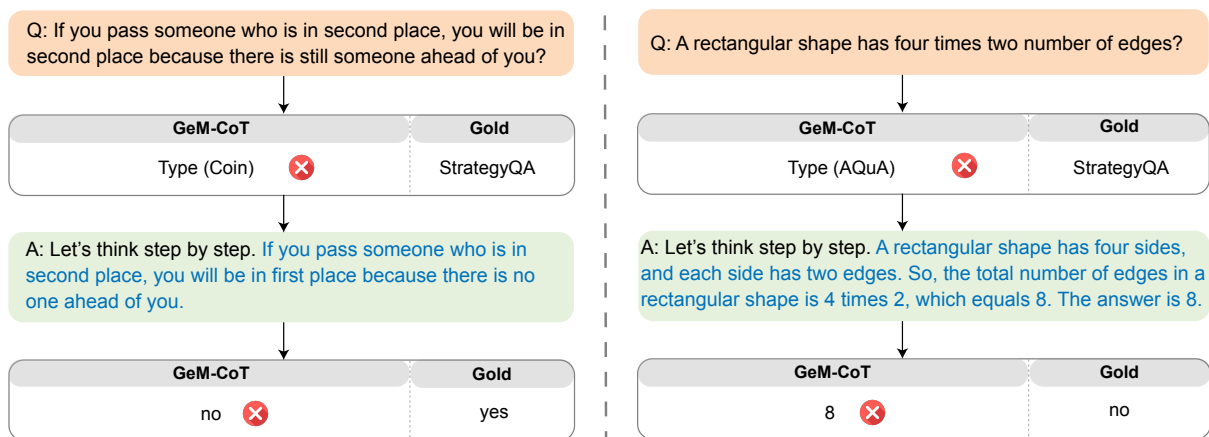 Q: If you pass someone who is in second place, you will be in
second place because there is still someone ahead of you?
GeM-CoT Gold
Type (Coin) StrategyQA
A: Let's think step by step. If you pass someone who is in
second place, you will be in first place because there is no
one ahead of you.
GeM-CoT Gold
no yes
Q: A rectangular shape has four times two number of edges?
GeM-CoT Gold
Type (AQuA) StrategyQA
A: Let's think step by step. A rectangular shape has four sides,
and each side has two edges. So, the total number of edges in a
rectangular shape is 4 times 2, which equals 8. The answer is 8.
GeM-CoT Gold
8 no